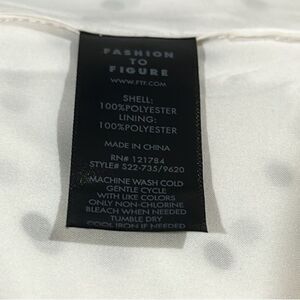 FASHION
TO
FIGURE
WWW.FTF.COM
SHELL:
100%POLYESTER
LINING:
100%POLYESTER
MADE IN CHINA
RN# 121784
STYLE# S22-735/9620
MACHINE WASH COLD
GENTLE CYCLE
WITH LIKE COLORS
ONLY NON-CHLORINE
BLEACH WHEN NEEDED
TUMBLE DRY
COOL IRON IF NEEDED